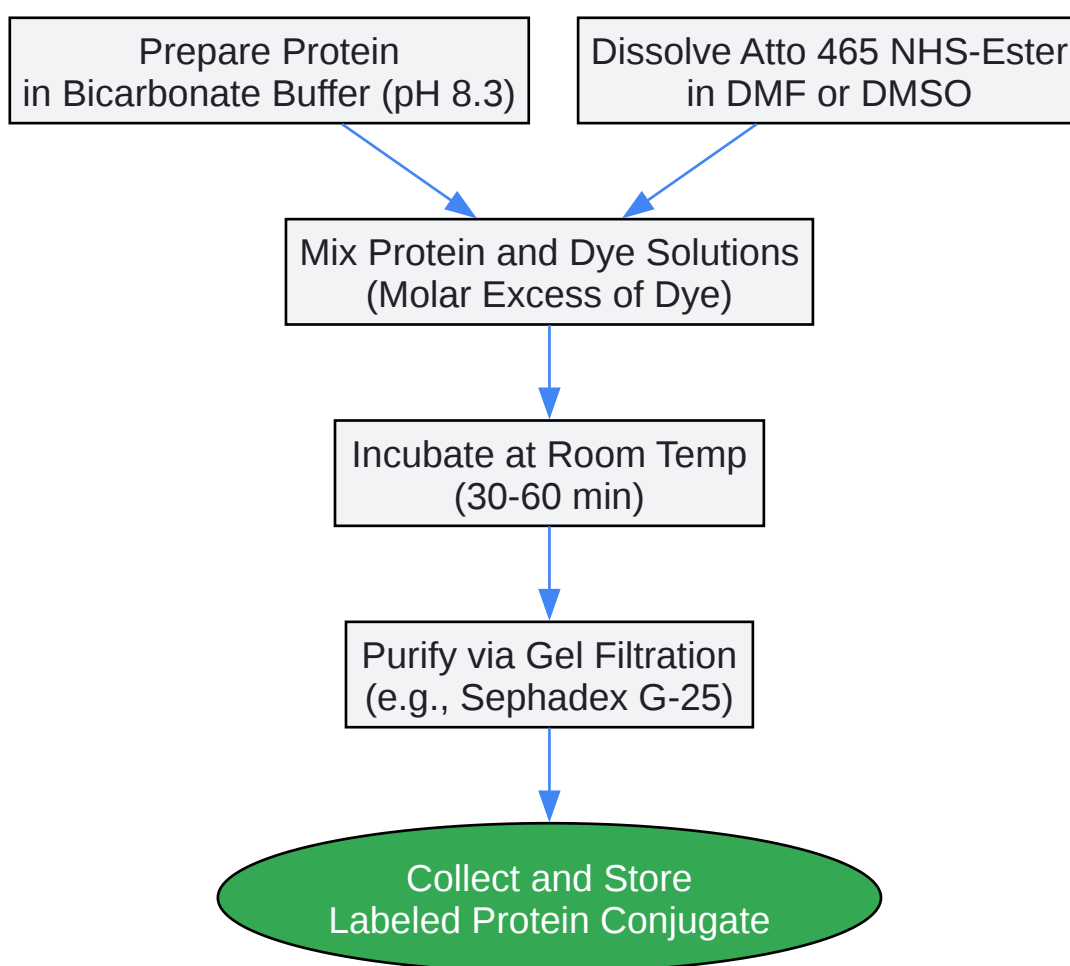 Prepare Protein
in Bicarbonate Buffer (pH 8.3)
Dissolve Atto 465 NHS-Ester
in DMF or DMSO
Mix Protein and Dye Solutions
(Molar Excess of Dye)
Incubate at Room Temp
(30-60 min)
Purify via Gel Filtration
(e.g., Sephadex G-25)
Collect and Store
Labeled Protein Conjugate